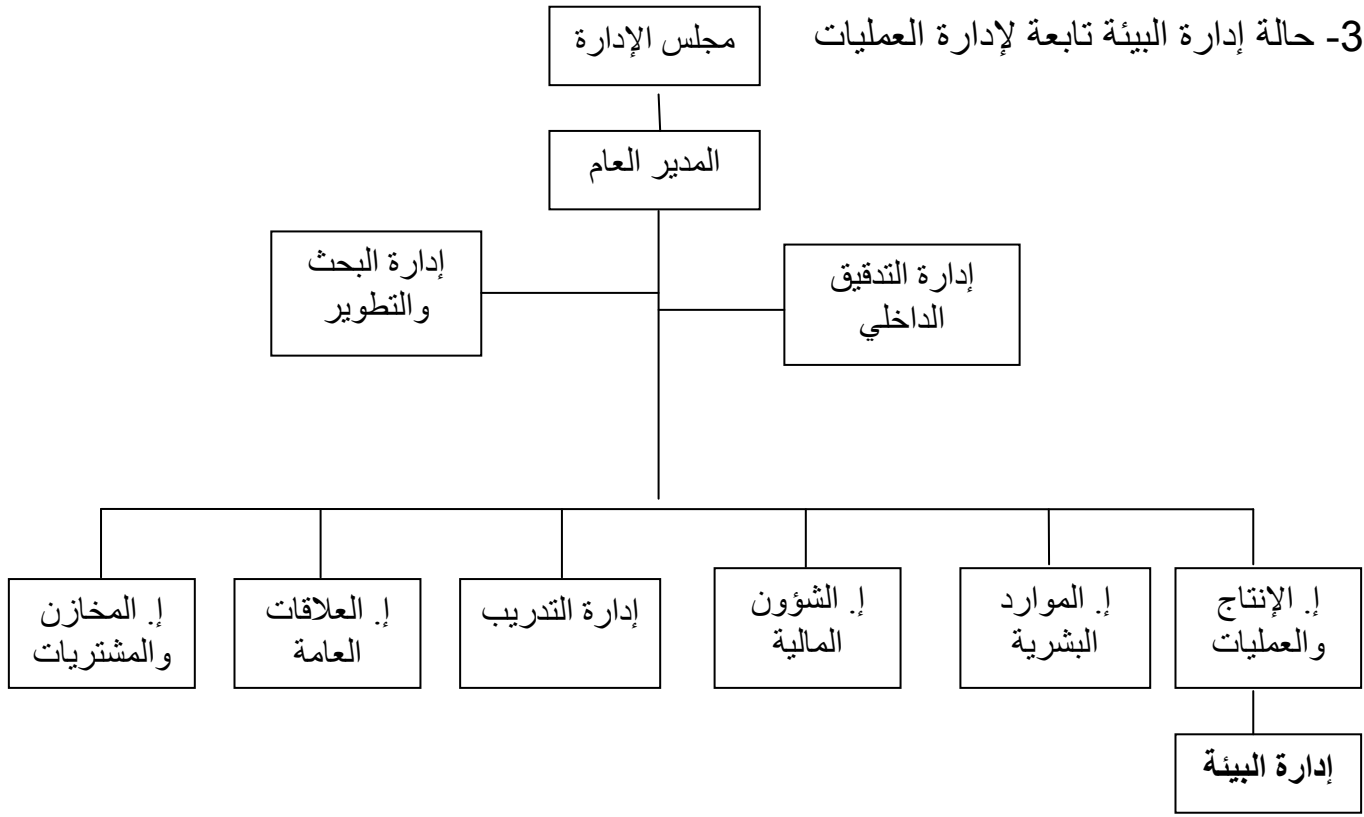 3- حالة إدارة البيئة تابعة لإدارة العمليات
مجلس الإدارة
المدير العام
إدارة التدقيق
الداخلي
إدارة البحث
والتطوير
إ. الإنتاج
والعمليات
إ. الموارد
البشرية
إ. الشؤون
المالية
إدارة التدريب
إ. العلاقات
العامة
إ. المخازن
والمشتريات
إدارة البيئة